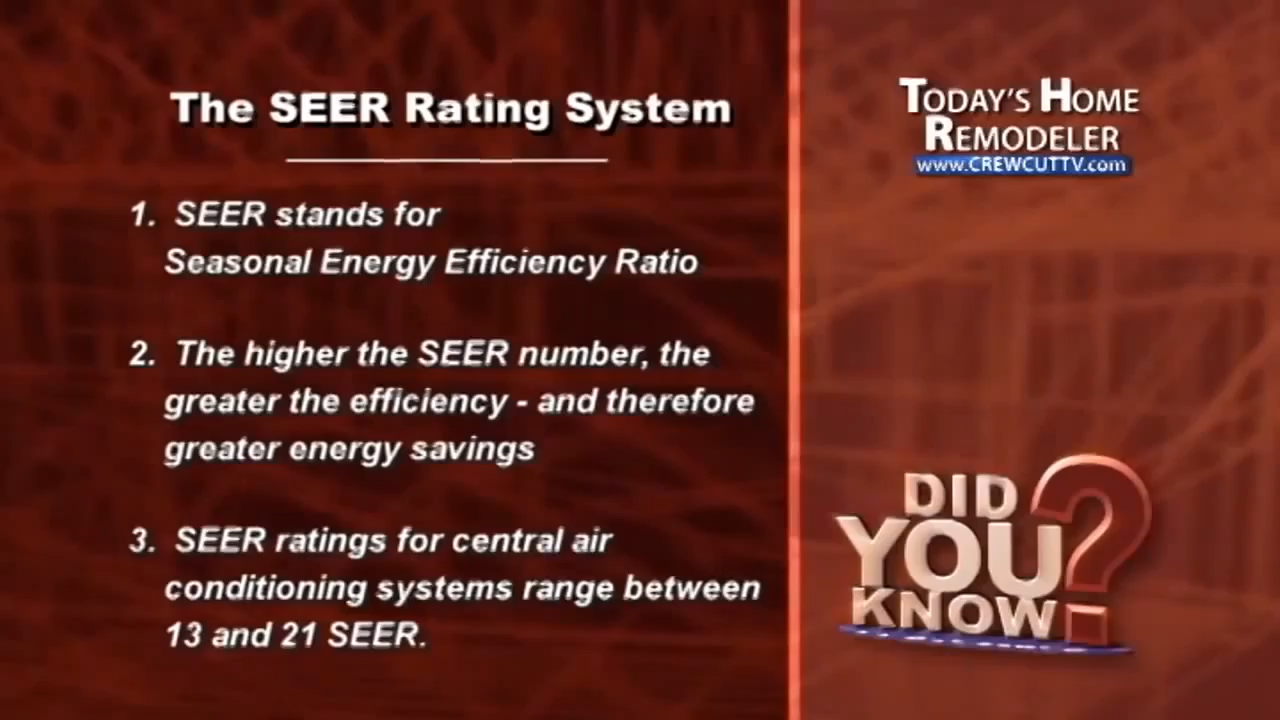 The SEER Rating System
1. SEER stands for
Seasonal Energy Efficiency Ratio
2. The higher the SEER number, the
greater the efficiency - and therefore
greater energy savings
3. SEER ratings for central air
conditioning systems range between
13 and 21 SEER.
TODAY'S HOME
REMODELER
www.CREWCUTTV.com
DID
YOU
KNOW
?